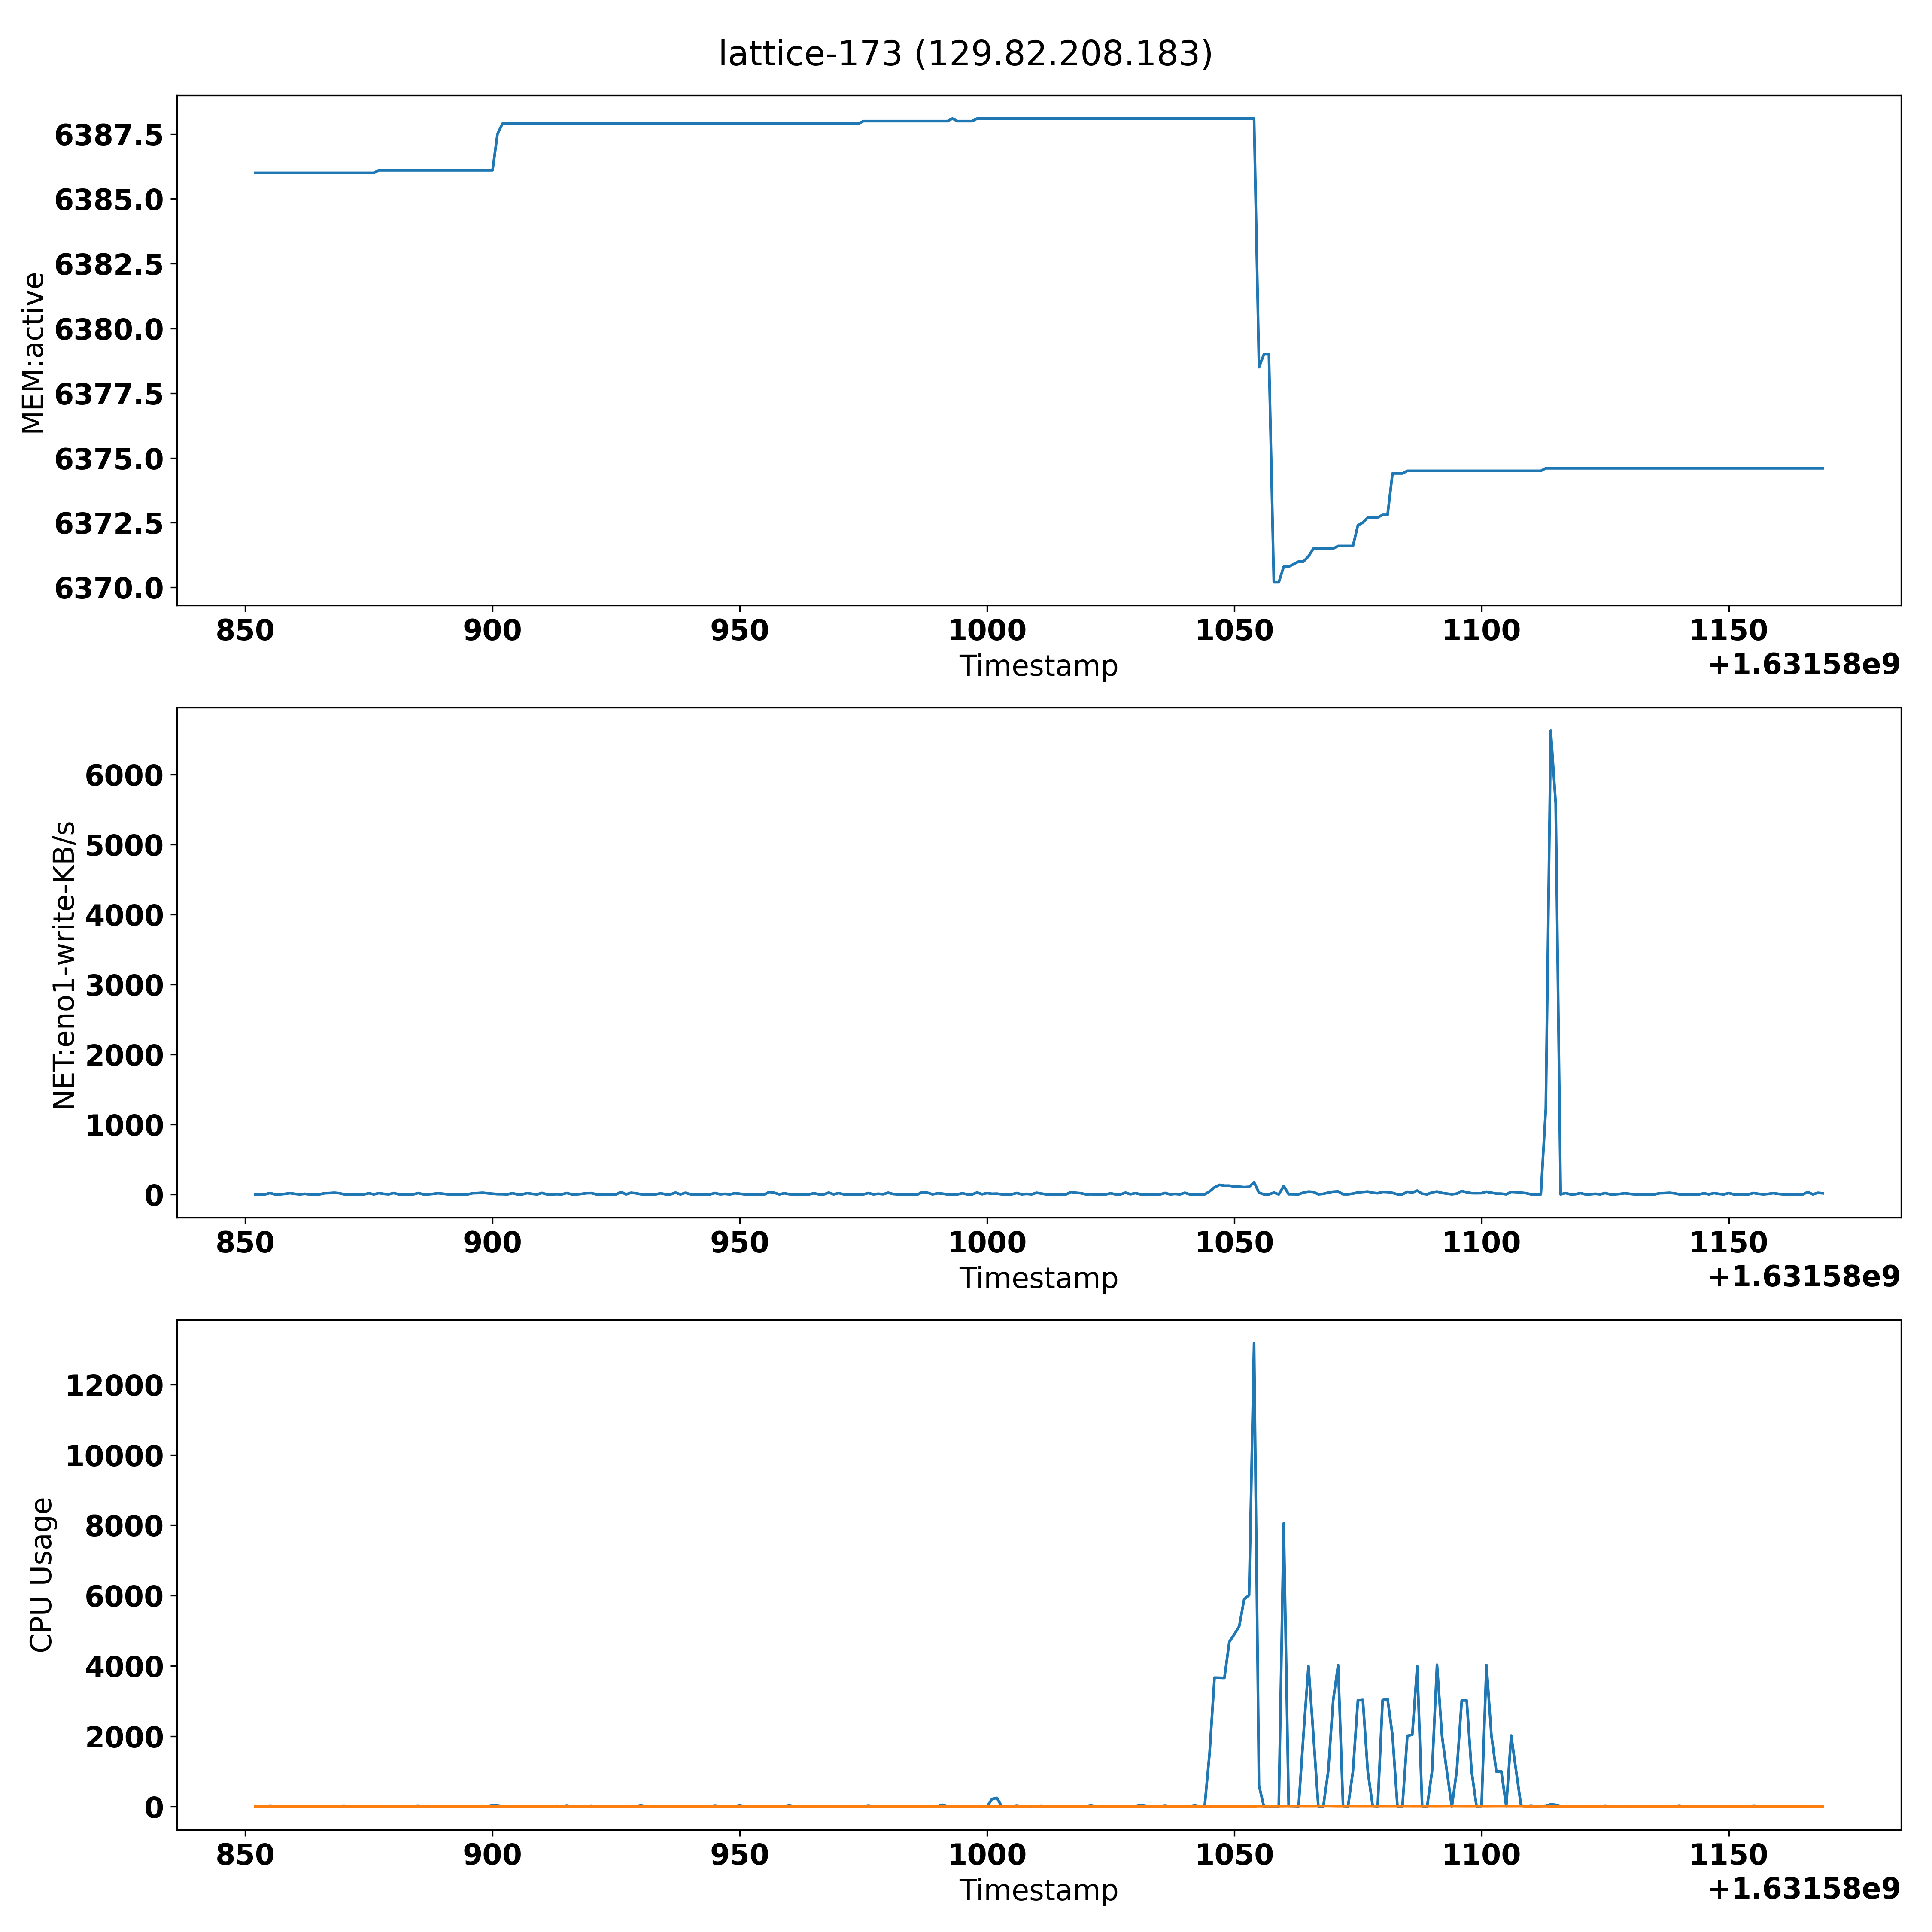 lattice-173 (129.82.208.183)
MEM:active
6387.5
6385.0
6382.5
6380.0
6377.5
6375.0
6372.5
6370.0
850 900 950 1000 1050 1100 1150
Timestamp
+1.63158e9
NET:eno1-write-KB/s
6000
5000
4000
3000
2000
1000
0
850 900 950 1000 1050 1100 1150
Timestamp
+1.63158e9
CPU Usage
12000
10000
8000
6000
4000
2000
0
850 900 950 1000 1050 1100 1150
Timestamp
+1.63158e9